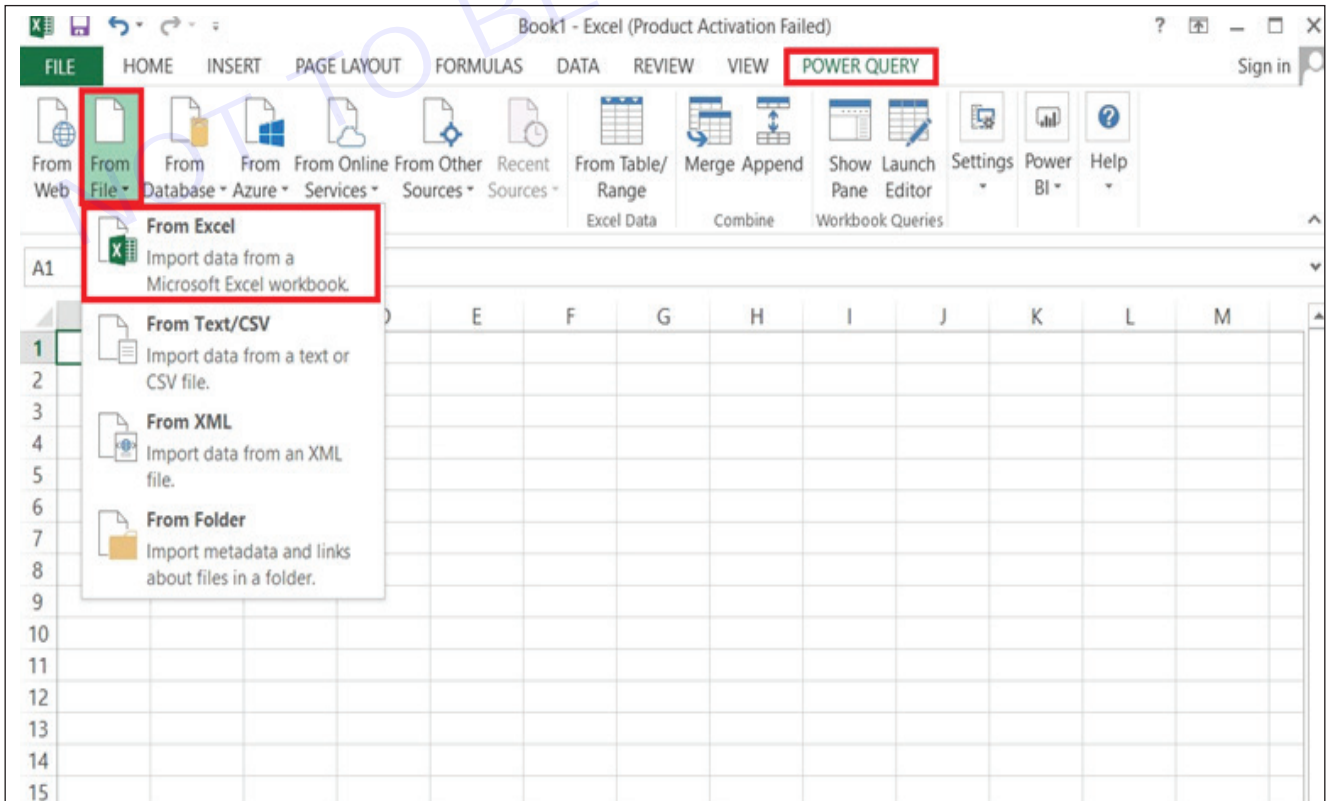 Book1 - Excel (Product Activation Failed)
?
FILE HOME INSERT PAGE LAYOUT FORMULAS DATA REVIEW VIEW POWER QUERY Sign in
From Web
From File
From Database
From Azure
From Online Services
From Other Sources
Recent Sources
From Table/ Range
Merge
Append
Show Pane
Launch Editor
Settings
Power BI
Help
Excel Data
Combine
Workbook Queries
From Excel
Import data from a
Microsoft Excel workbook.
From Text/CSV
Import data from a text or
CSV file.
From XML
Import data from an XML
file.
From Folder
Import metadata and links
about files in a folder.
A1
E F G H I J K L M
1
2
3
4
5
6
7
8
9
10
11
12
13
14
15
NOT TO BE